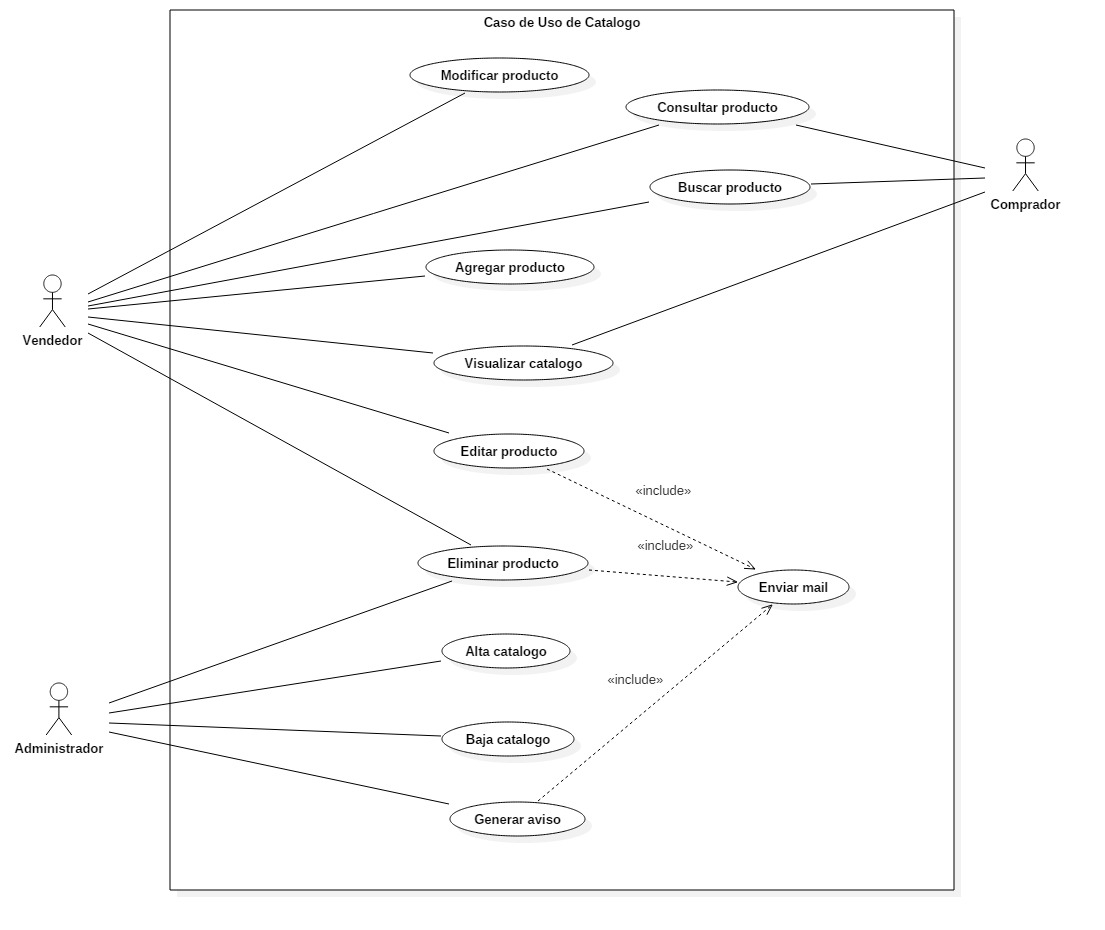 Caso de Uso de Catalogo
Modificar producto
Consultar producto
Buscar producto
Comprador
Agregar producto
Vendedor
Visualizar catalogo
Editar producto
«include»
«include»
Eliminar producto
Enviar mail
Alta catalogo
«include»
Baja catalogo
Administrador
Generar aviso